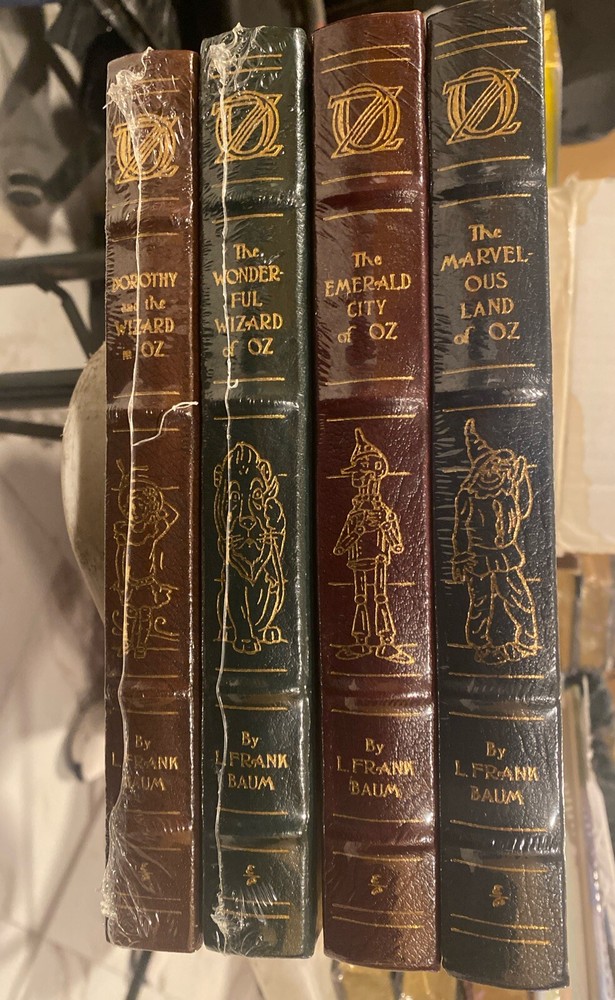 OZ
DOROTHY
and the
WIZARD
in OZ
By
L. FRANK
BAUM
OZ
The
WONDER-
FUL
WIZARD
of OZ
By
L. FRANK
BAUM
OZ
The
EMERALD
CITY
of OZ
By
L. FRANK
BAUM
OZ
The
MARVEL-
OUS
LAND
of OZ
By
L. FRANK
BAUM